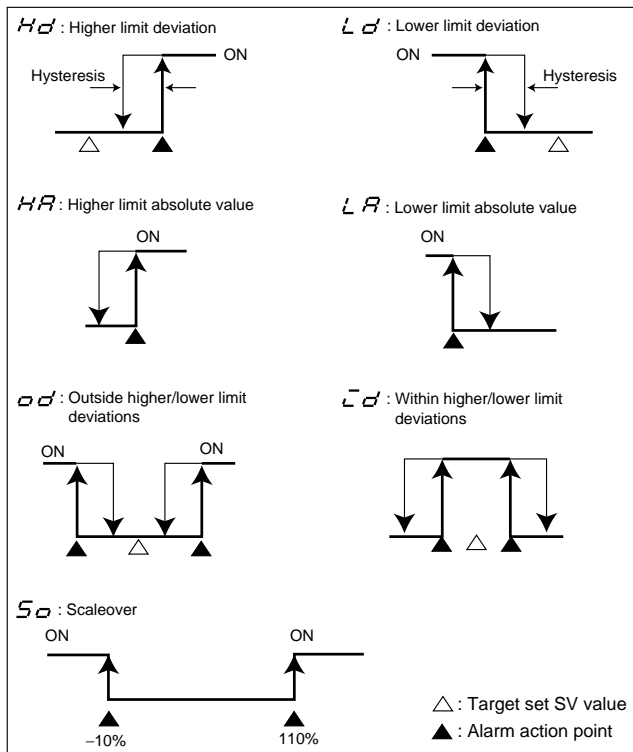 Hd : Higher limit deviation
ON
Hysteresis
Ld : Lower limit deviation
ON
Hysteresis
HA : Higher limit absolute value
ON
LA : Lower limit absolute value
ON
od : Outside higher/lower limit
deviations
ON
ON
id : Within higher/lower limit
deviations
So : Scaleover
ON
ON
–10%
110%
△ : Target set SV value
▲ : Alarm action point